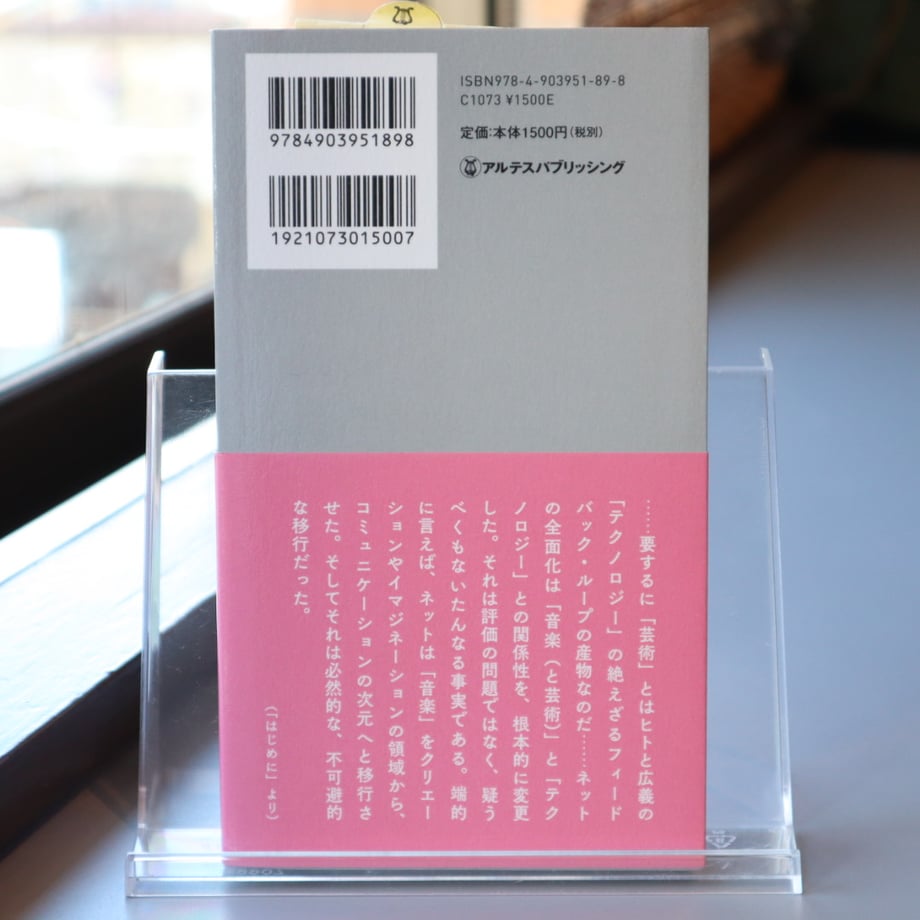 9784903951898
1921073015007
ISBN978-4-903951-89-8
C1073 ¥1500E
定価:本体1500円(税別)
アルテスパブリッシング
……要するに「芸術」とはヒトと広義の
「テクノロジー」の絶えざるフィード
バック・ループの産物なのだ……ネット
の全面化は「音楽(と芸術)」と「テク
ノロジー」との関係性を、根本的に変更
した。それは評価の問題ではなく、疑う
べくもないたんなる事実である。端的
に言えば、ネットは「音楽」をクリエー
ションやイマジネーションの領域から、
コミュニケーションの次元へと移行さ
せた。そしてそれは必然的な、不可避的
な移行だった。
(「はじめに」より)